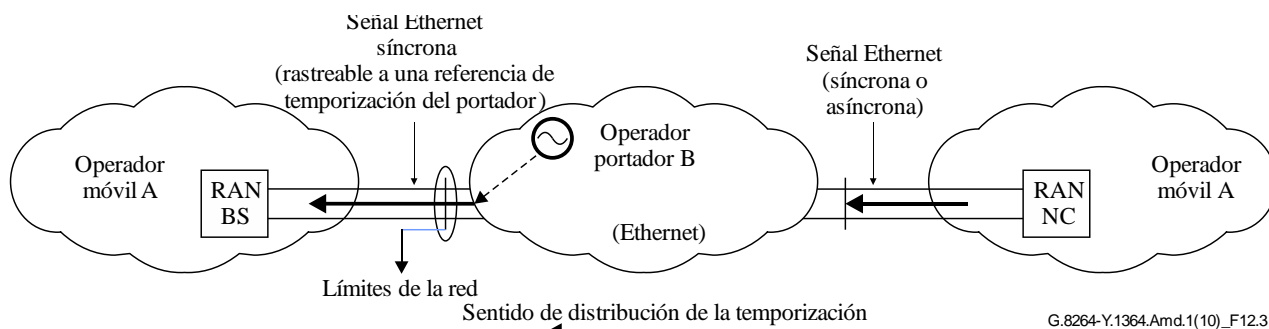 Señal Ethernet
síncrona
(rastreable a una referencia de
temporización del portador)
Señal Ethernet
(síncrona o
asíncrona)
Operador
móvil A
RAN
BS
Operador
portador B
(Ethernet)
RAN
NC
Operador
móvil A
Límites de la red
Sentido de distribución de la temporización
G.8264-Y.1364.Amd.1(10)_F12.3